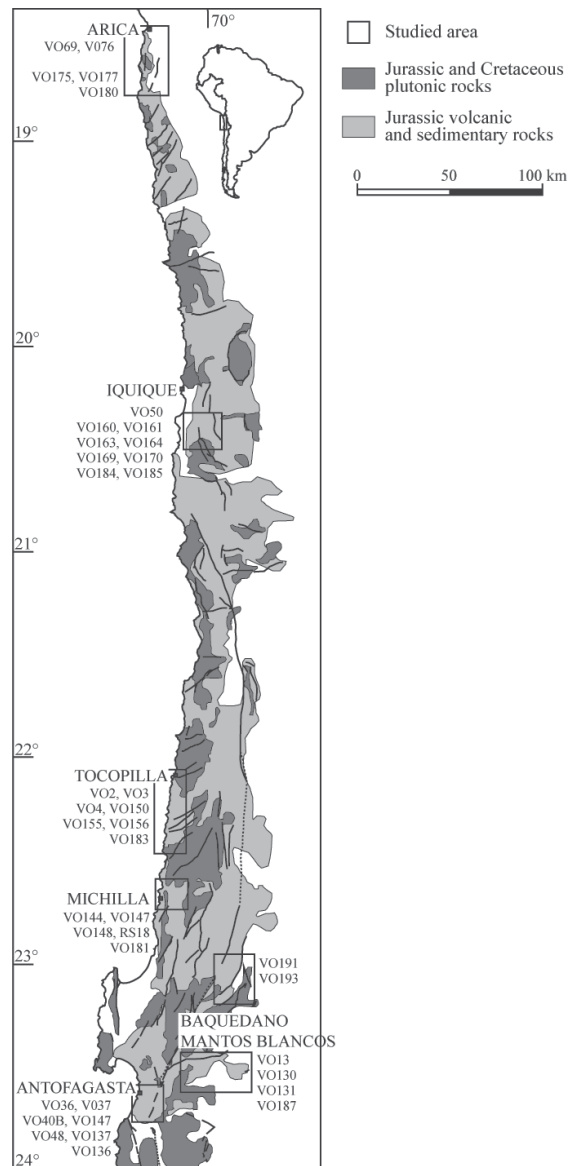 70°
ARICA
VO69, V076
VO175, VO177
VO180
Studied area
Jurassic and Cretaceous
plutonic rocks
Jurassic volcanic
and sedimentary rocks
0 50 100 km
19°
20°
IQUIQUE
VO50
VO160, VO161
VO163, VO164
VO169, VO170
VO184, VO185
21°
22°
TOCOPILLA
VO2, VO3
VO4, VO150
VO155, VO156
VO183
MICHILLA
VO144, VO147
VO148, RS18
VO181
23°
VO191
VO193
BAQUEDANO
MANTOS BLANCOS
VO13
VO130
VO131
VO187
ANTOFAGASTA
VO36, V037
VO40B, VO147
VO48, VO137
VO136
24°